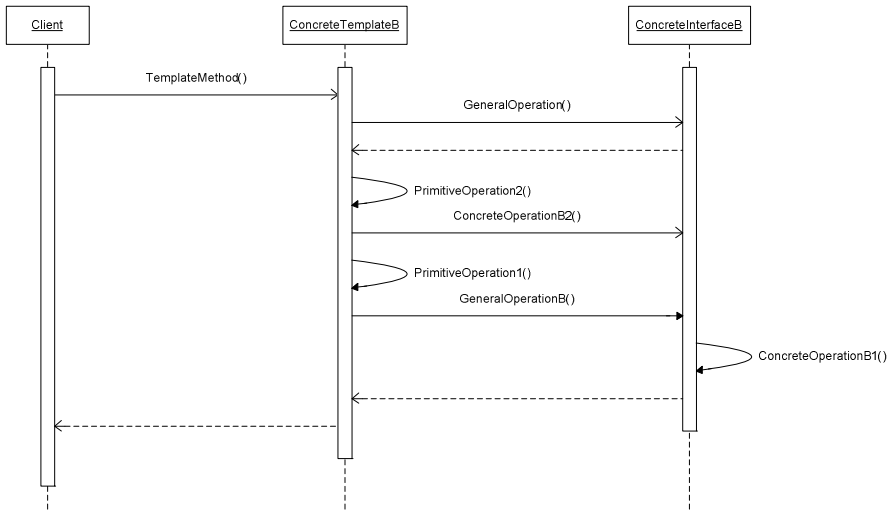 Client
ConcreteTemplateB
ConcreteInterfaceB
TemplateMethod()
GeneralOperation()
PrimitiveOperation2()
ConcreteOperationB2()
PrimitiveOperation1()
GeneralOperationB()
ConcreteOperationB1()